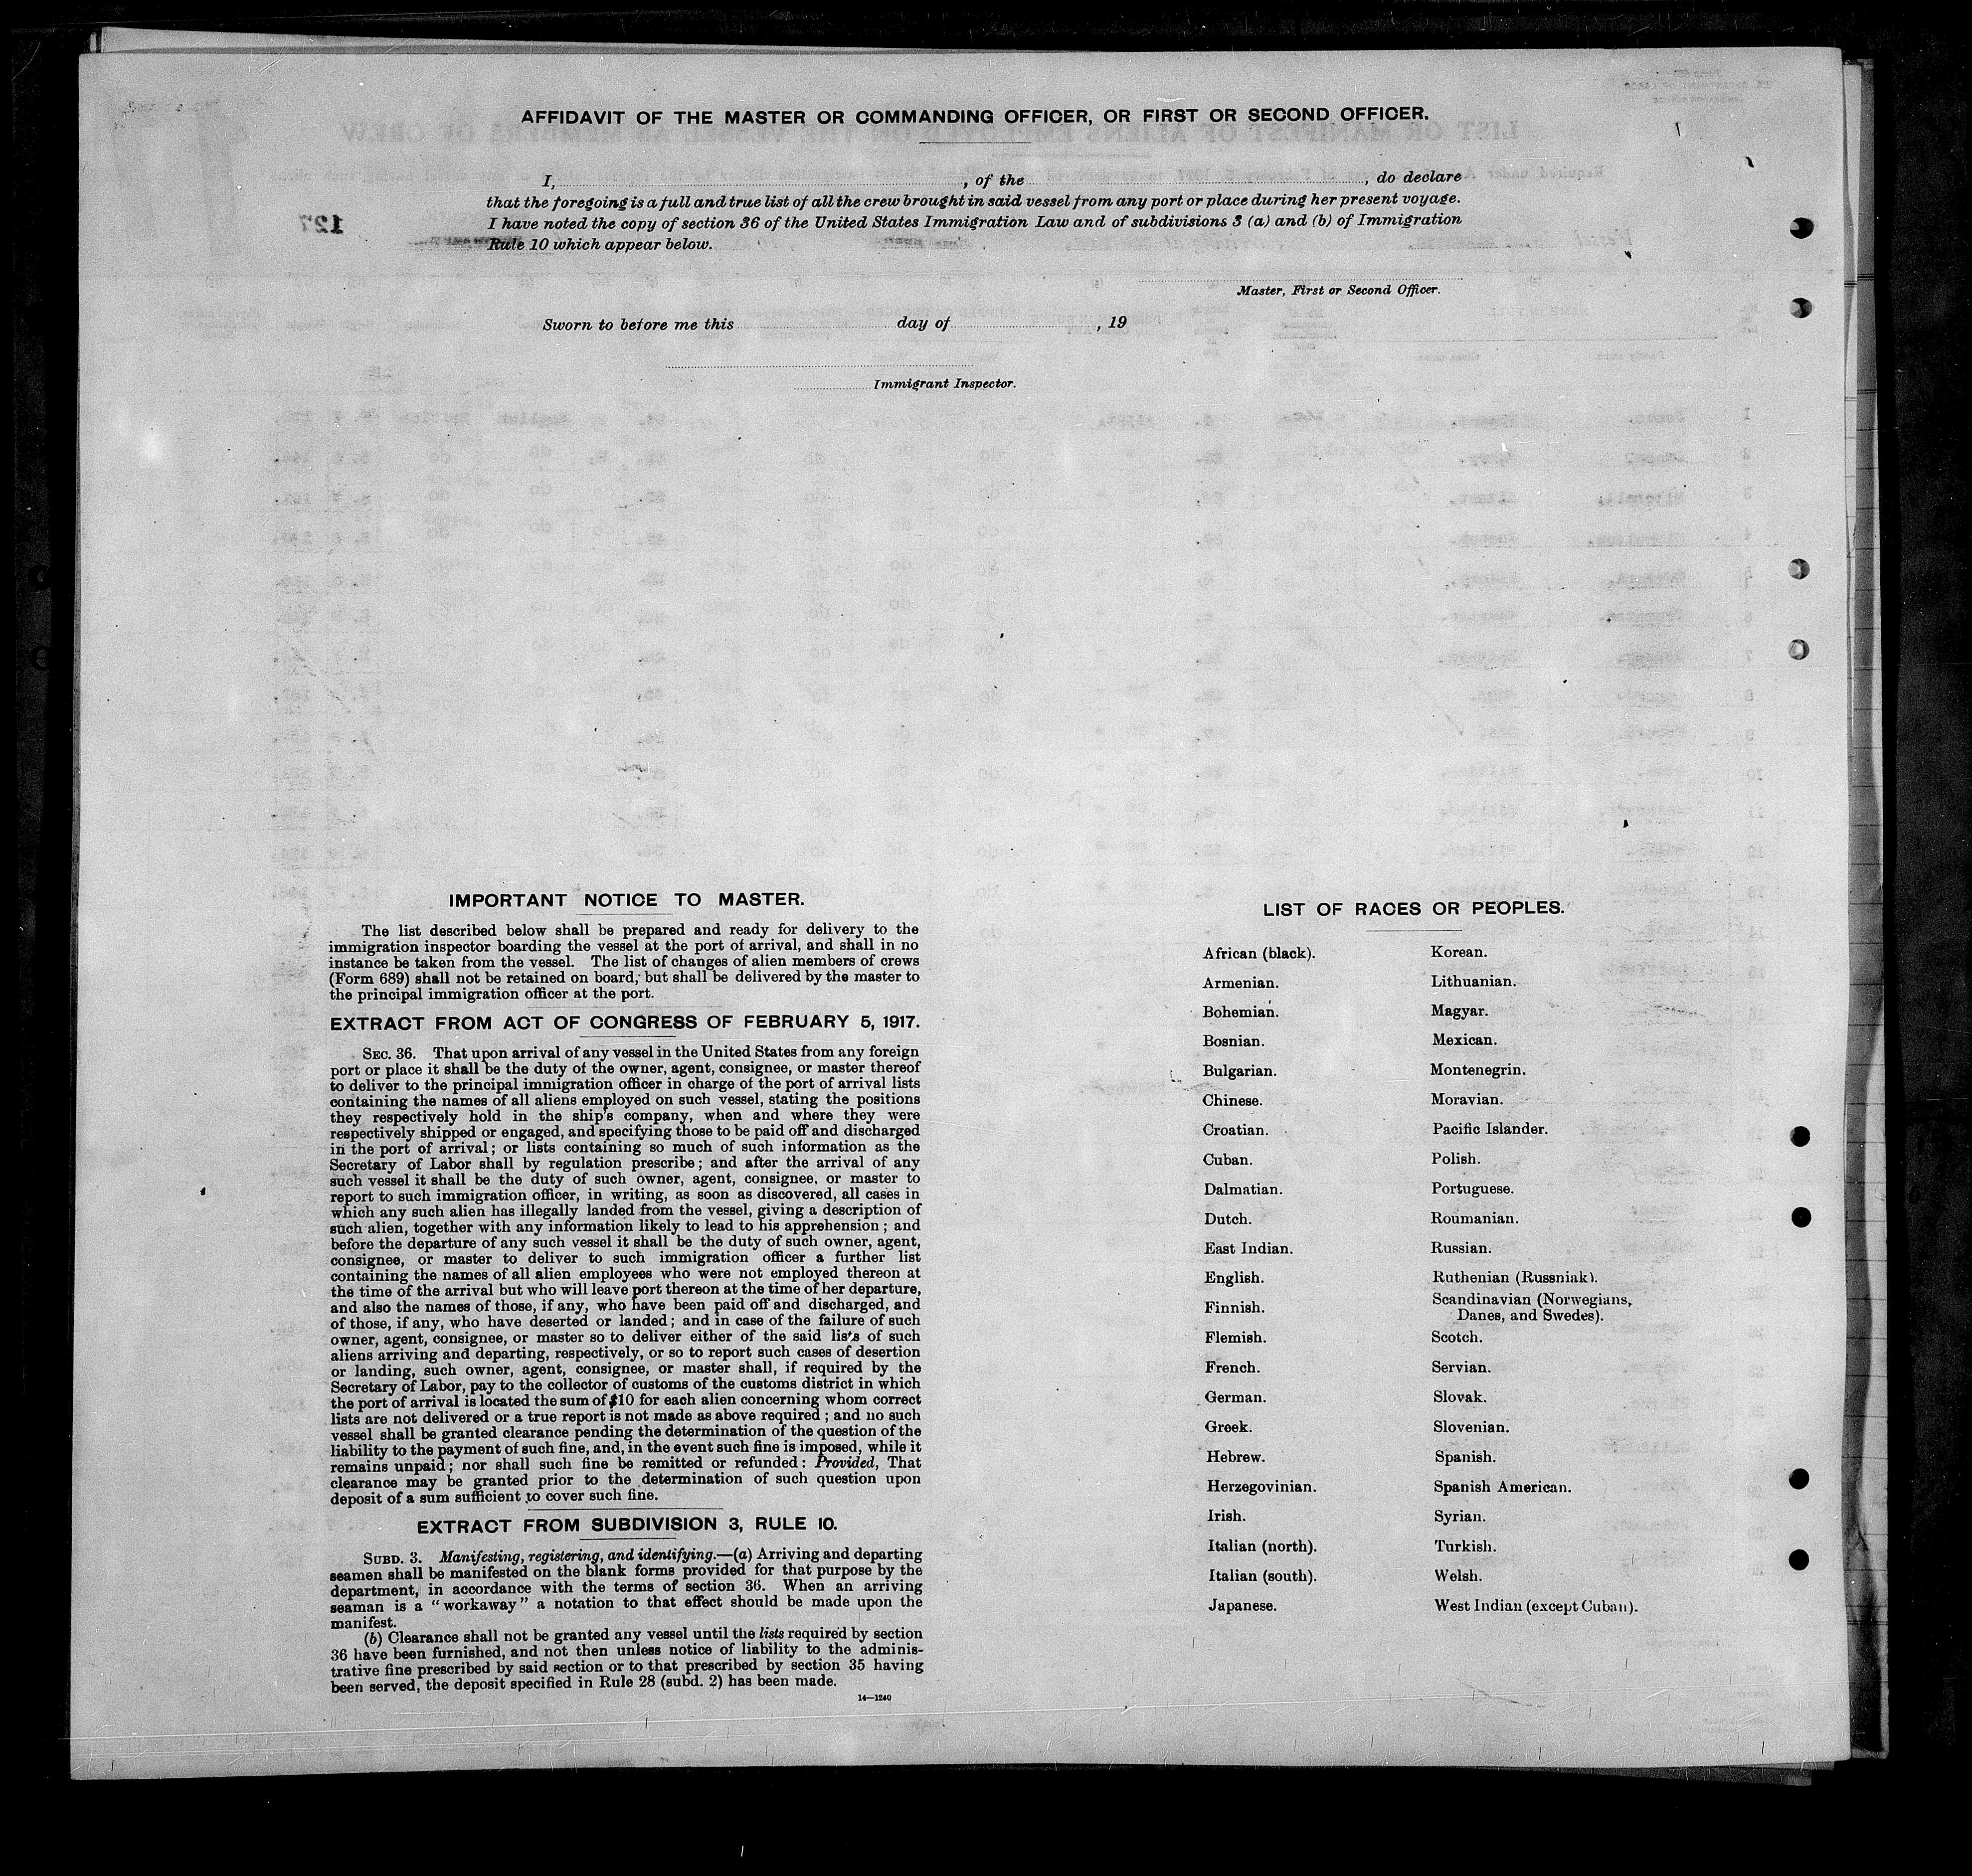 AFFIDAVIT OF THE MASTER OR COMMANDING OFFICER, OR FIRST OR SECOND OFFICER.
I, , of the , do declare
that the foregoing is a full and true list of all the crew brought in said vessel from any port or place during her present voyage.
I have noted the copy of section 36 of the United States Immigration Law and of subdivisions 3 (a) and (b) of Immigration
Rule 10 which appear below.
127
Master, First or Second Officer.
Sworn to before me this day of , 19
Immigrant Inspector.
IMPORTANT NOTICE TO MASTER.
The list described below shall be prepared and ready for delivery to the
immigration inspector boarding the vessel at the port of arrival, and shall in no
instance be taken from the vessel. The list of changes of alien members of crews
(Form 689) shall not be retained on board, but shall be delivered by the master to
the principal immigration officer at the port.
EXTRACT FROM ACT OF CONGRESS OF FEBRUARY 5, 1917.
SEC. 36. That upon arrival of any vessel in the United States from any foreign
port or place it shall be the duty of the owner, agent, consignee, or master thereof
to deliver to the principal immigration officer in charge of the port of arrival lists
containing the names of all aliens employed on such vessel, stating the positions
they respectively hold in the ship's company, when and where they were
respectively shipped or engaged, and specifying those to be paid off and discharged
in the port of arrival; or lists containing so much of such information as the
Secretary of Labor shall by regulation prescribe; and after the arrival of any
such vessel it shall be the duty of such owner, agent, consignee, or master to
report to such immigration officer, in writing, as soon as discovered, all cases in
which any such alien has illegally landed from the vessel, giving a description of
such alien, together with any information likely to lead to his apprehension; and
before the departure of any such vessel it shall be the duty of such owner, agent,
consignee, or master to deliver to such immigration officer a further list
containing the names of all alien employees who were not employed thereon at
the time of the arrival but who will leave port thereon at the time of her departure,
and also the names of those, if any, who have been paid off and discharged, and
of those, if any, who have deserted or landed; and in case of the failure of such
owner, agent, consignee, or master so to deliver either of the said lists of such
aliens arriving and departing, respectively, or so to report such cases of desertion
or landing, such owner, agent, consignee, or master shall, if required by the
Secretary of Labor, pay to the collector of customs of the customs district in which
the port of arrival is located the sum of $10 for each alien concerning whom correct
lists are not delivered or a true report is not made as above required; and no such
vessel shall be granted clearance pending the determination of the question of the
liability to the payment of such fine, and, in the event such fine is imposed, while it
remains unpaid; nor shall such fine be remitted or refunded: Provided, That
clearance may be granted prior to the determination of such question upon
deposit of a sum sufficient to cover such fine.
EXTRACT FROM SUBDIVISION 3, RULE 10.
SUBD. 3. Manifesting, registering, and identifying.—(a) Arriving and departing
seamen shall be manifested on the blank forms provided for that purpose by the
department, in accordance with the terms of section 36. When an arriving
seaman is a "workaway" a notation to that effect should be made upon the
manifest.
(b) Clearance shall not be granted any vessel until the lists required by section
36 have been furnished, and not then unless notice of liability to the adminis-
trative fine prescribed by said section or to that prescribed by section 35 having
been served, the deposit specified in Rule 28 (subd. 2) has been made.
14—1240
LIST OF RACES OR PEOPLES.
African (black).
Armenian.
Bohemian.
Bosnian.
Bulgarian.
Chinese.
Croatian.
Cuban.
Dalmatian.
Dutch.
East Indian.
English.
Finnish.
Flemish.
French.
German.
Greek.
Hebrew.
Herzegovinian.
Irish.
Italian (north).
Italian (south).
Japanese.
Korean.
Lithuanian.
Magyar.
Mexican.
Montenegrin.
Moravian.
Pacific Islander.
Polish.
Portuguese.
Roumanian.
Russian.
Ruthenian (Russniak).
Scandinavian (Norwegians,
Danes, and Swedes).
Scotch.
Servian.
Slovak.
Slovenian.
Spanish.
Spanish American.
Syrian.
Turkish.
Welsh.
West Indian (except Cuban).